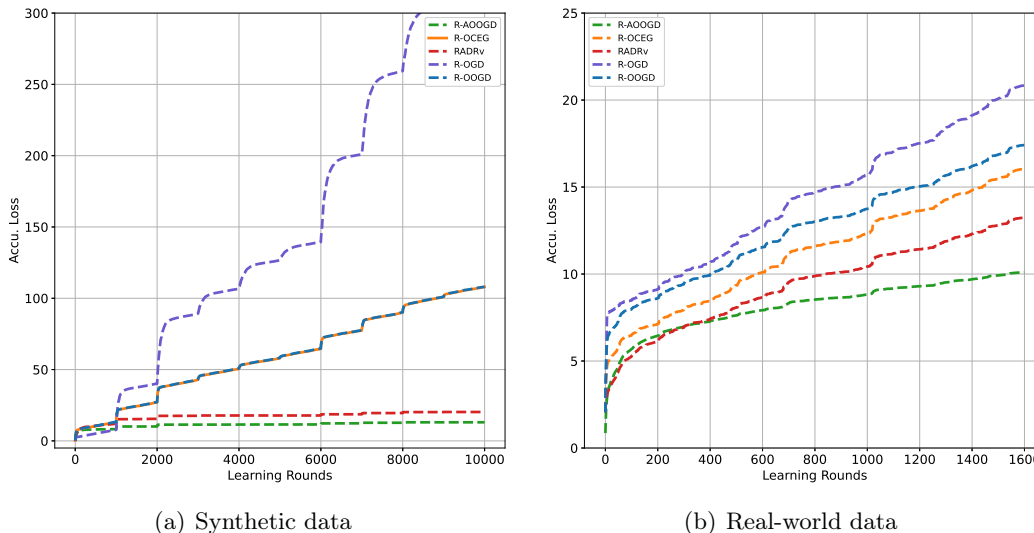 300
250
200
150
100
50
0
Accu. Loss
0 2000 4000 6000 8000 10000
Learning Rounds
R-AOOGD
R-OCEG
RADRv
R-OGD
R-OOGD
(a) Synthetic data
25
20
15
10
5
0
Accu. Loss
0 200 400 600 800 1000 1200 1400 1600
Learning Rounds
R-AOOGD
R-OCEG
RADRv
R-OGD
R-OOGD
(b) Real-world data